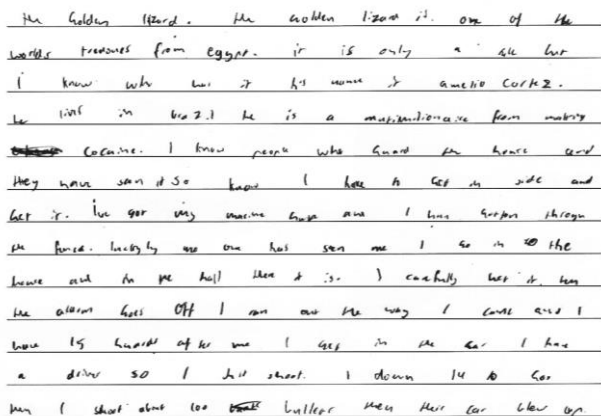 the Golden lizard. the Golden lizard is. one of the
worlds treasures from egypt. it is only a but
I know who has it his name is amelio Cortez.
he lives in brazil he is a multimillionaire from making
cocaine. I know people who guard the house and
they have seen it so know I have to get in side and
get it. Ive got my gun and I have gotten through
the fence. luckyly no one has seen me I go in to the
house and in the hall there it is. I carfully get it. then
the alarm goes Off I ran out the way I came and I
have 15 guards after me I get in the car I have
a driver so I just shoot. I down 14 to go
then I shoot about 100 bullets then their car blew up.